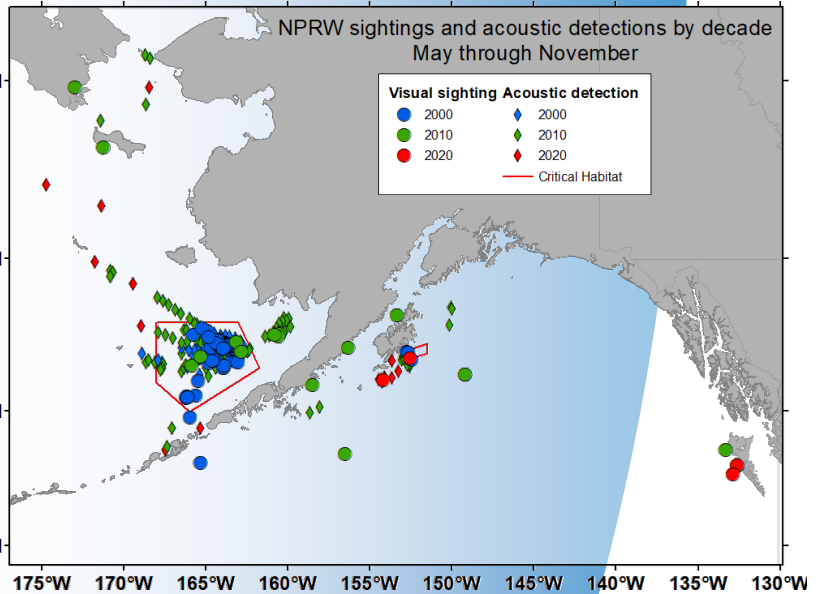 NPRW sightings and acoustic detections by decade
May through November
Visual sighting Acoustic detection
2000 2000
2010 2010
2020 2020
Critical Habitat
175°W 170°W 165°W 160°W 155°W 150°W 145°W 140°W 135°W 130°W